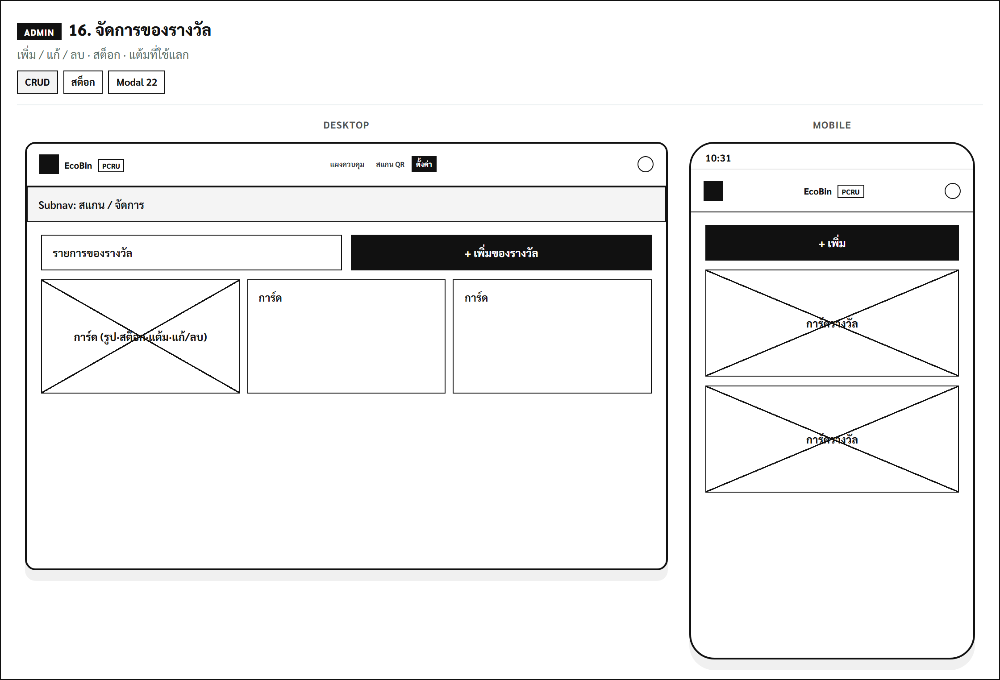 ADMIN 16. จัดการของรางวัล
เพิ่ม / แก้ / ลบ · สต็อก · แต้มที่ใช้แลก
CRUD สต็อก Modal 22
DESKTOP
EcoBin PCRU แผงควบคุม สแกน QR ตั้งค่า
Subnav: สแกน / จัดการ
รายการของรางวัล + เพิ่มของรางวัล
การ์ด (รูป·สต็อก·แต้ม·แก้/ลบ)
การ์ด
การ์ด
MOBILE
10:31
EcoBin PCRU
+ เพิ่ม
การ์ดรางวัล
การ์ดรางวัล